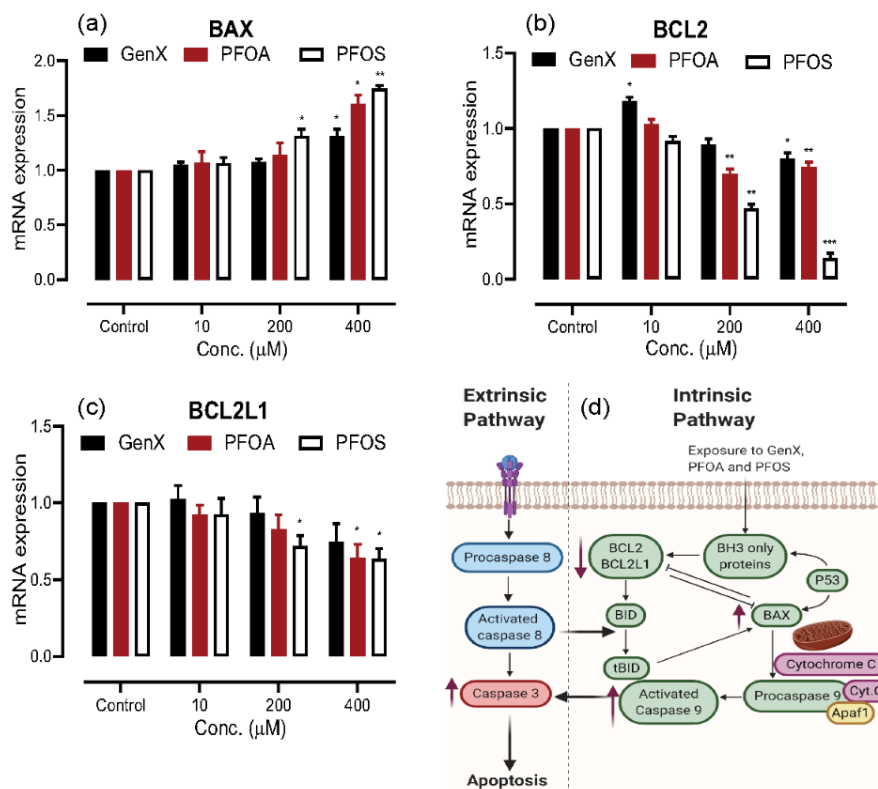 (a)
BAX
GenX PFOA PFOS
2.0
1.5
1.0
0.5
0.0
mRNA expression
*
*
*
**
Control 10 200 400
Conc. (μM)
(b)
BCL2
GenX PFOA PFOS
1.5
1.0
0.5
0.0
mRNA expression
*
**
**
*
**
***
Control 10 200 400
Conc. (μM)
(c)
BCL2L1
GenX PFOA PFOS
1.5
1.0
0.5
0.0
mRNA expression
*
*
*
Control 10 200 400
Conc. (μM)
Extrinsic
Pathway
(d)
Intrinsic
Pathway
Exposure to GenX,
PFOA and PFOS
Procaspase 8
BCL2
BCL2L1
BH3 only
proteins
P53
Activated
caspase 8
BID
BAX
tBID
Cytochrome C
Caspase 3
Activated
Caspase 9
Procaspase 9
Cyt.C
Apaf1
Apoptosis